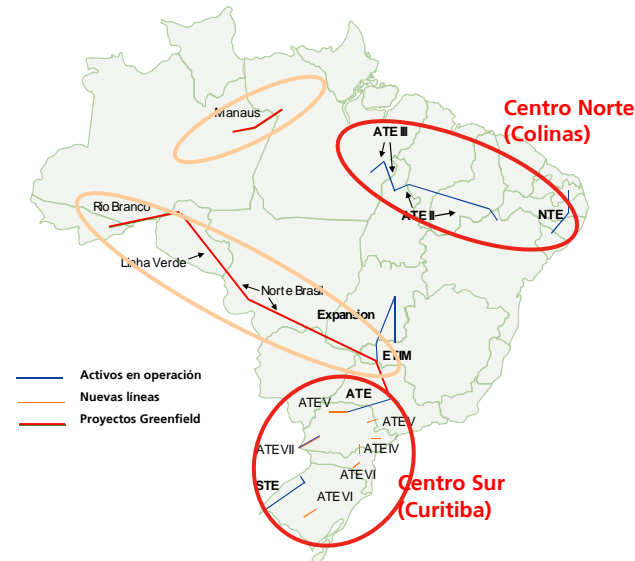 Manaus
Centro Norte
(Colinas)
ATE III
ATE II
NTE
Rio Branco
Linha Verde
Norte Brasil
Expansion
ETIM
Activos en operación
Nuevas líneas
Proyectos Greenfield
ATE
ATE V
ATE V
ATE VII
ATE IV
ATE VI
STE
ATE VI
Centro Sur
(Curitiba)